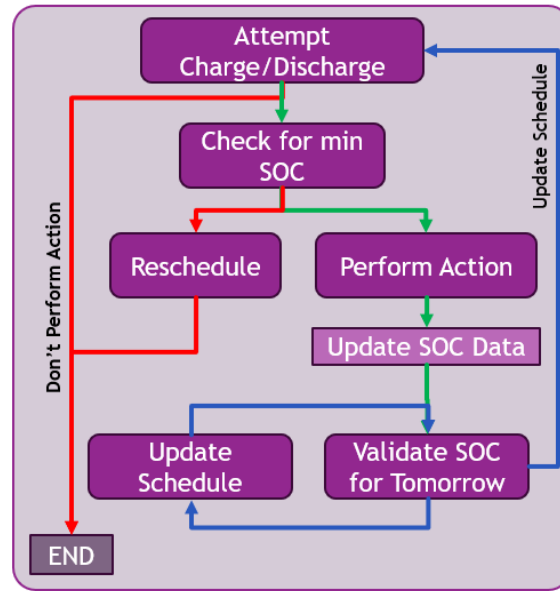 Attempt
Charge/Discharge
Update Schedule
Check for min
SOC
Reschedule
Perform Action
Don't Perform Action
Update SOC Data
Update
Schedule
Validate SOC
for Tomorrow
END